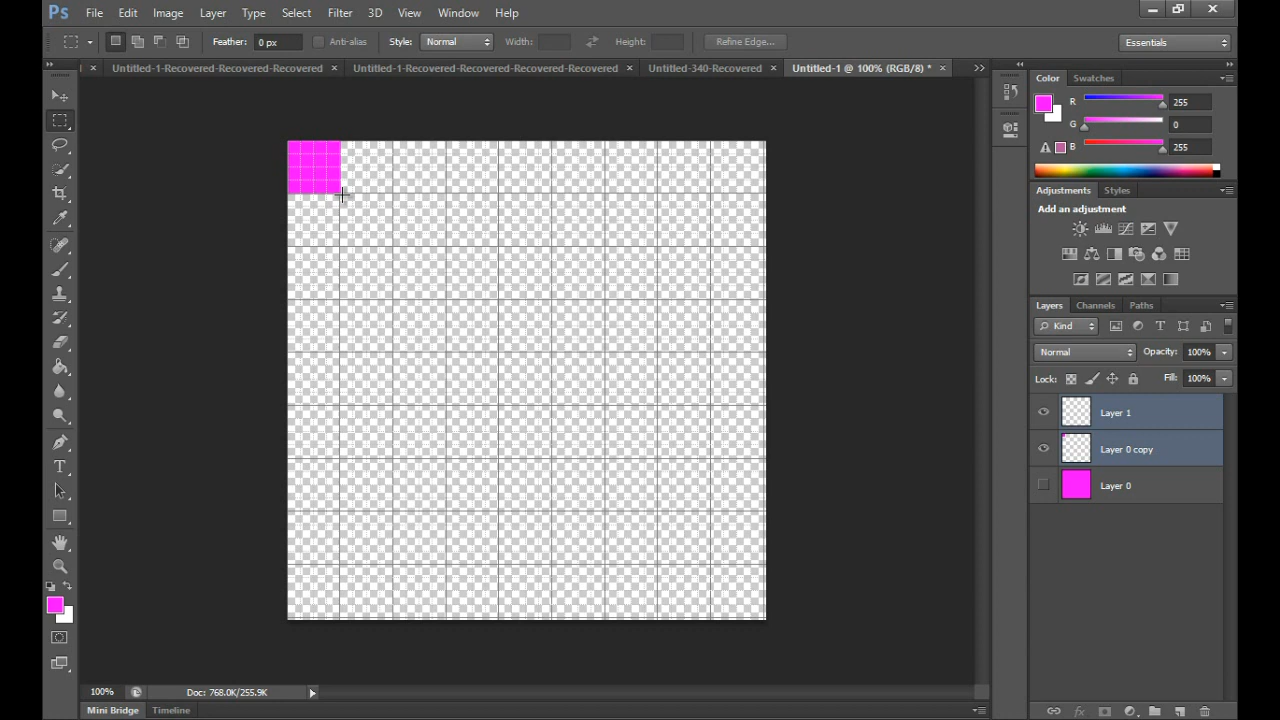 Ps File Edit Image Layer Type Select Filter 3D View Window Help
Feather: 0 px Anti-alias Style: Normal Width: Height: Refine Edge... Essentials
Untitled-1-Recovered-Recovered-Recovered Untitled-1-Recovered-Recovered-Recovered-Recovered Untitled-340-Recovered Untitled-1 @ 100% (RGB/8) *
Color Swatches
R 255
G 0
B 255
Adjustments Styles
Add an adjustment
Layers Channels Paths
Kind
Normal Opacity: 100%
Lock: Fill: 100%
Layer 1
Layer 0 copy
Layer 0
100% Doc: 768.0K/255.9K
Mini Bridge Timeline